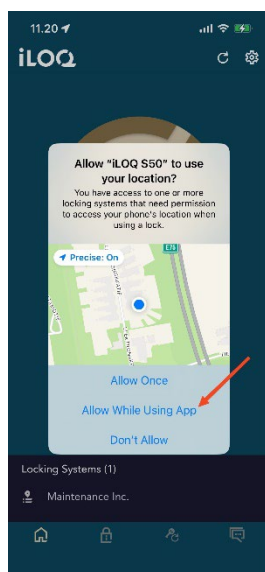 11.20
iLOQ
Allow "iLOQ S50" to use
your location?
You have access to one or more
locking systems that need permission
to access your phone's location when
using a lock.
Precise: On
E75
Allow Once
Allow While Using App
Don't Allow
Locking Systems (1)
Maintenance Inc.